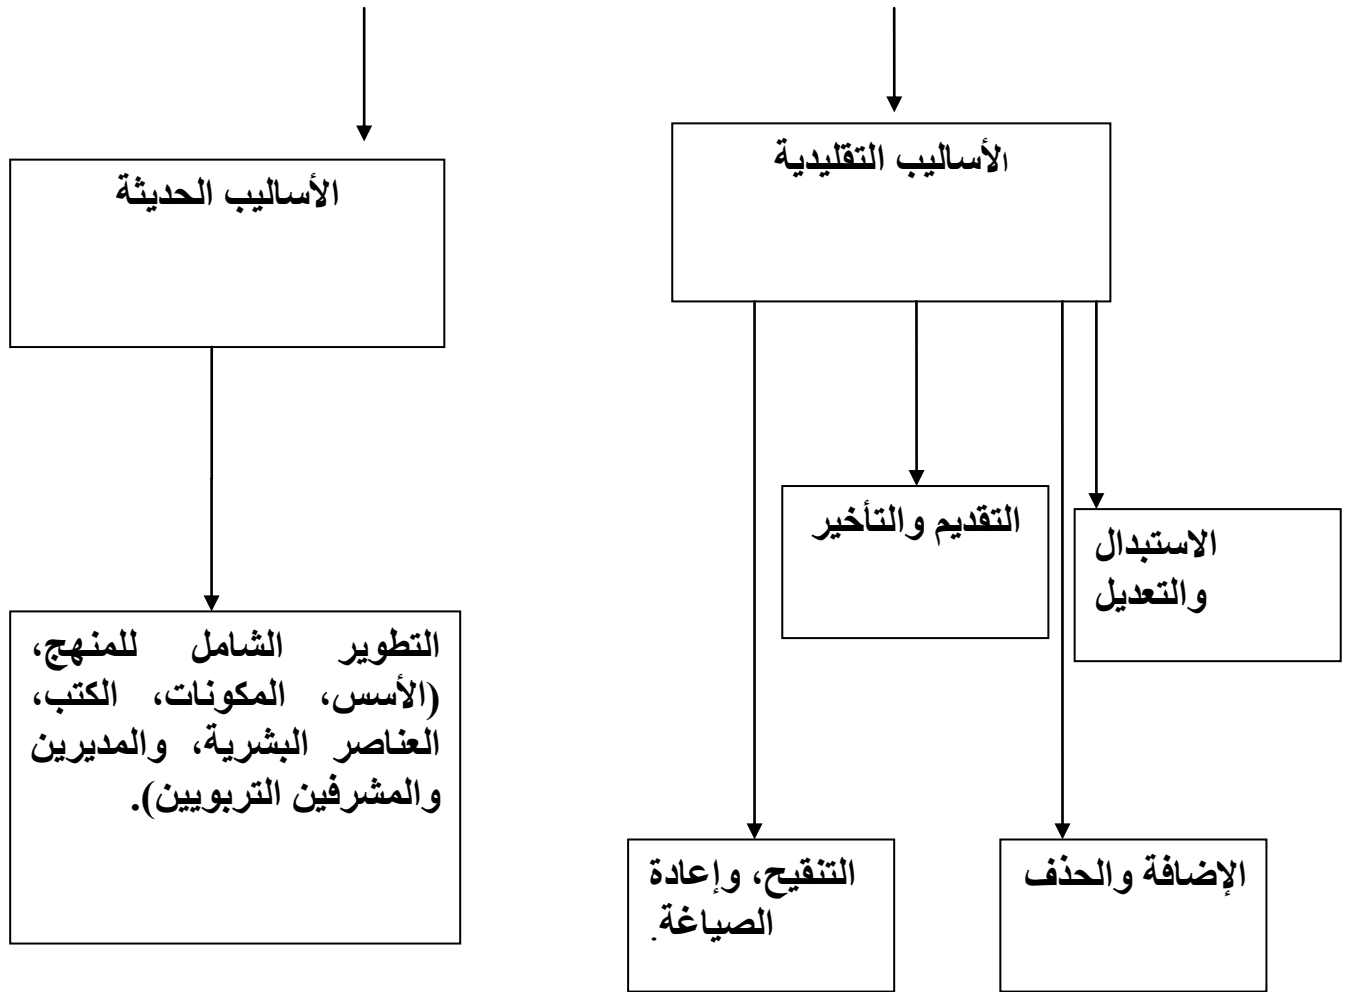 الأساليب التقليدية
الأساليب الحديثة
التقديم والتأخير
الاستبدال
والتعديل
التطوير الشامل للمنهج،
(الأسس، المكونات، الكتب،
العناصر البشرية، والمديرين
والمشرفين التربويين).
الإضافة والحذف
التنقيح، وإعادة
الصياغة.